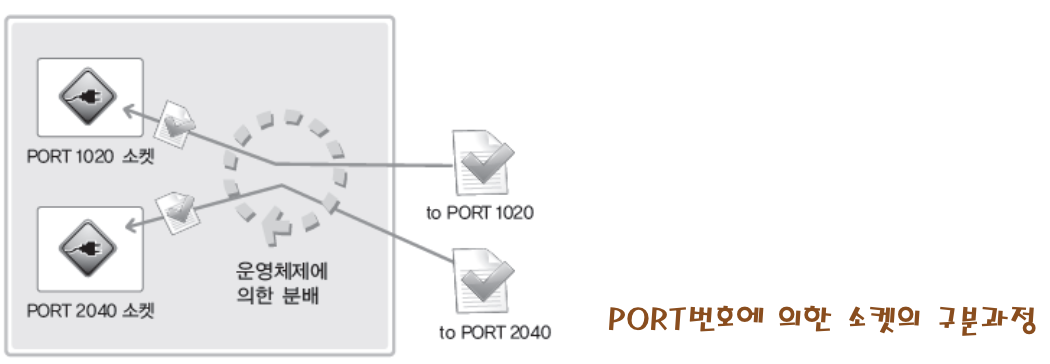 PORT 1020 소켓
to PORT 1020
운영체제에
의한 분배
PORT 2040 소켓
to PORT 2040
PORT번호에 의한 소켓의 구분과정